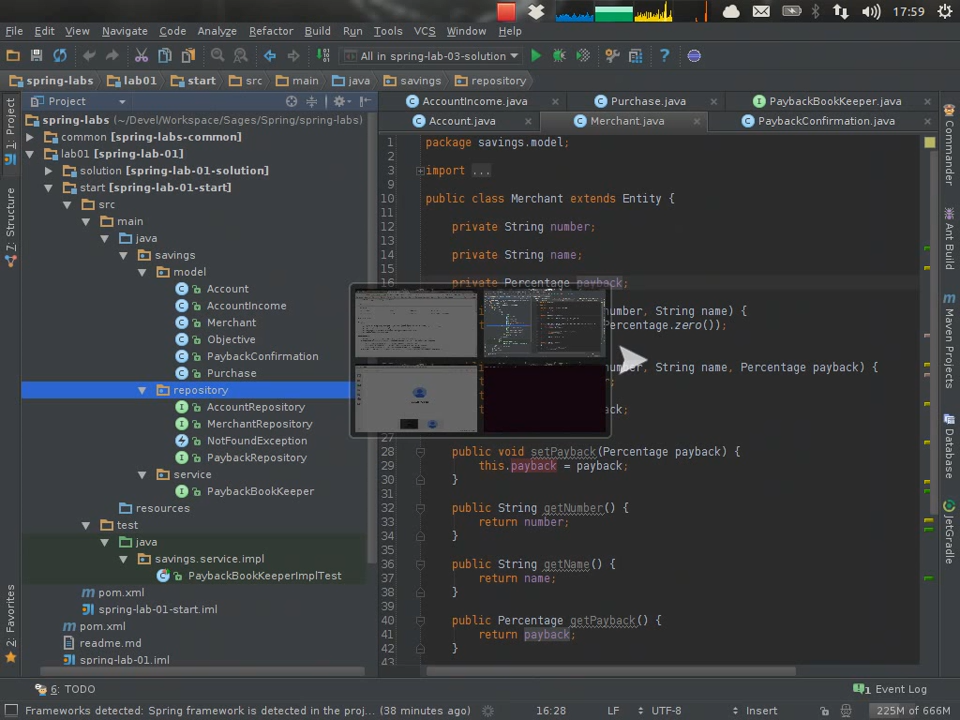 17:59
File Edit View Navigate Code Analyze Refactor Build Run Tools VCS Window Help
All in spring-lab-03-solution
spring-labs lab01 start src main java savings repository
Project
AccountIncome.java Purchase.java PaybackBookKeeper.java
Account.java Merchant.java PaybackConfirmation.java
1: Project
7: Structure
2: Favorites
spring-labs (~/Devel/Workspace/Sages/Spring/spring-labs)
common [spring-labs-common]
lab01 [spring-lab-01]
solution [spring-lab-01-solution]
start [spring-lab-01-start]
src
main
java
savings
model
Account
AccountIncome
Merchant
Objective
PaybackConfirmation
Purchase
repository
AccountRepository
MerchantRepository
NotFoundException
PaybackRepository
service
PaybackBookKeeper
resources
test
java
savings.service.impl
PaybackBookKeeperImplTest
pom.xml
spring-lab-01-start.iml
pom.xml
readme.md
spring-lab-01.iml
1 package savings.model;
2
3 import ...
10 public class Merchant extends Entity {
11
12 private String number;
13
14 private String name;
15
16 private Percentage payback;
umber, String name) {
ercentage.zero());
umber, String name, Percentage payback) {
ck;
27
28 public void setPayback(Percentage payback) {
29 this.payback = payback;
30 }
31
32 public String getNumber() {
33 return number;
34 }
35
36 public String getName() {
37 return name;
38 }
39
40 public Percentage getPayback() {
41 return payback;
42 }
43
Commander
Ant Build
Maven Projects
Database
JetGradle
6: TODO
Event Log
Frameworks detected: Spring framework is detected in the proj... (38 minutes ago) 16:28 LF UTF-8 Insert 225M of 666M